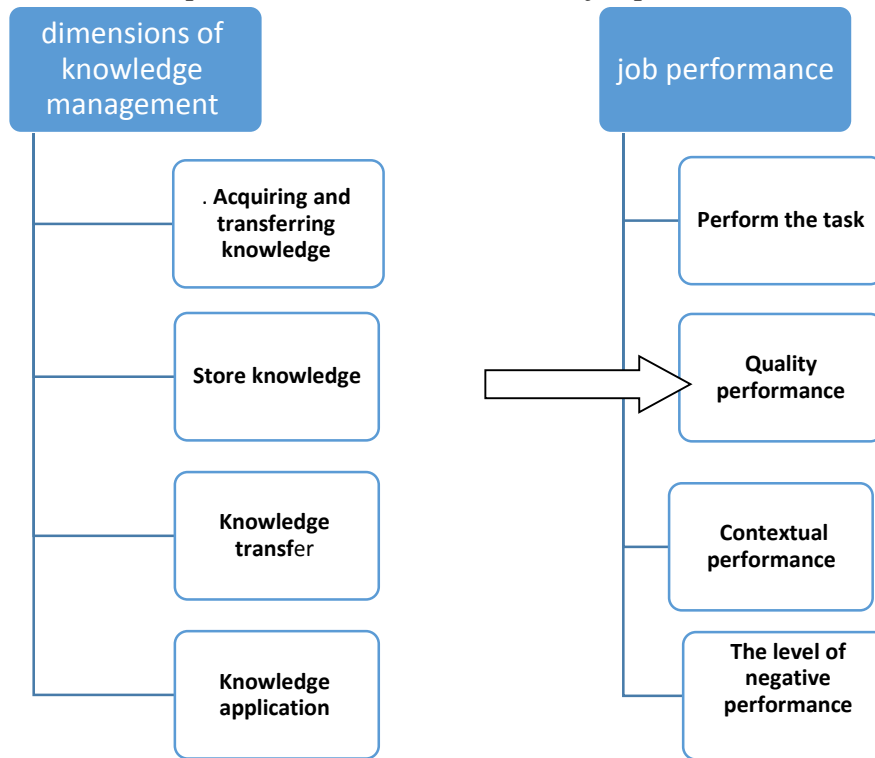 dimensions of
knowledge
management
. Acquiring and
transferring
knowledge
Store knowledge
Knowledge
transfer
Knowledge
application
job performance
Perform the task
Quality
performance
Contextual
performance
The level of
negative
performance